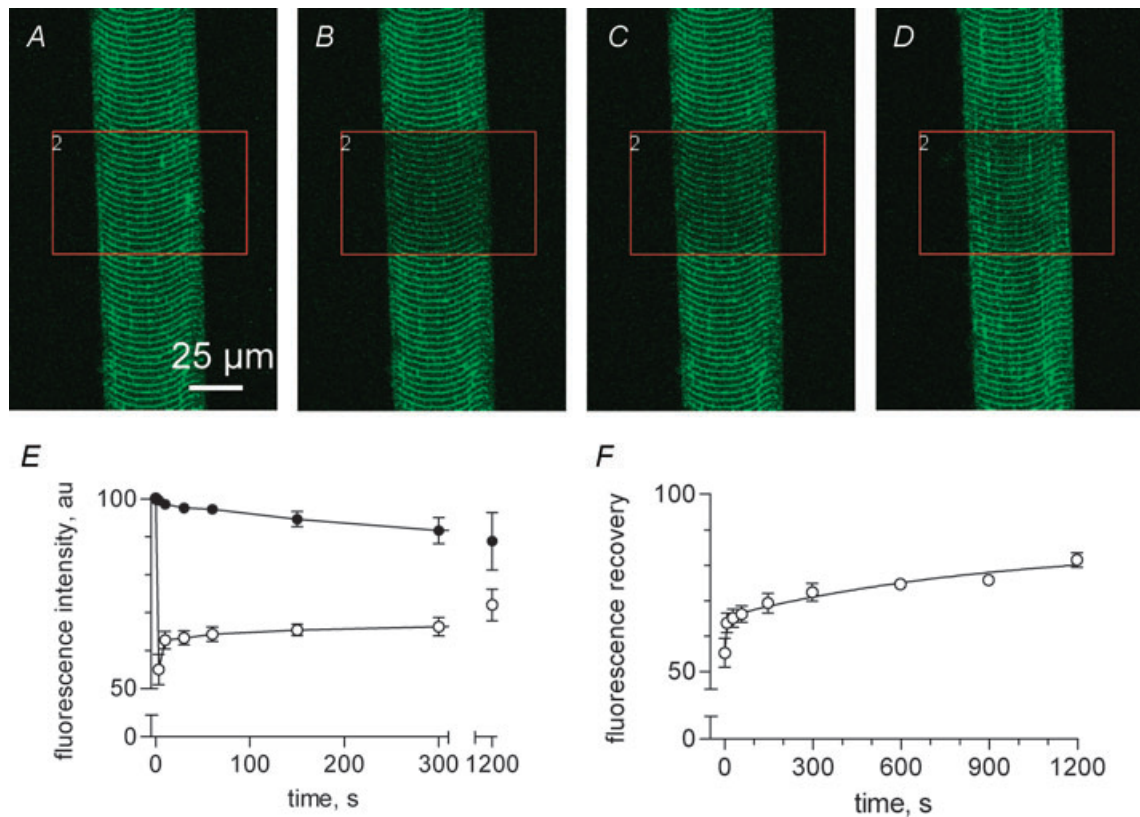 A B C D
2 2 2 2
25 µm
E F
fluorescence intensity, au
100
50
0
0 100 200 300 1200
time, s
fluorescence recovery
100
50
0
0 300 600 900 1200
time, s